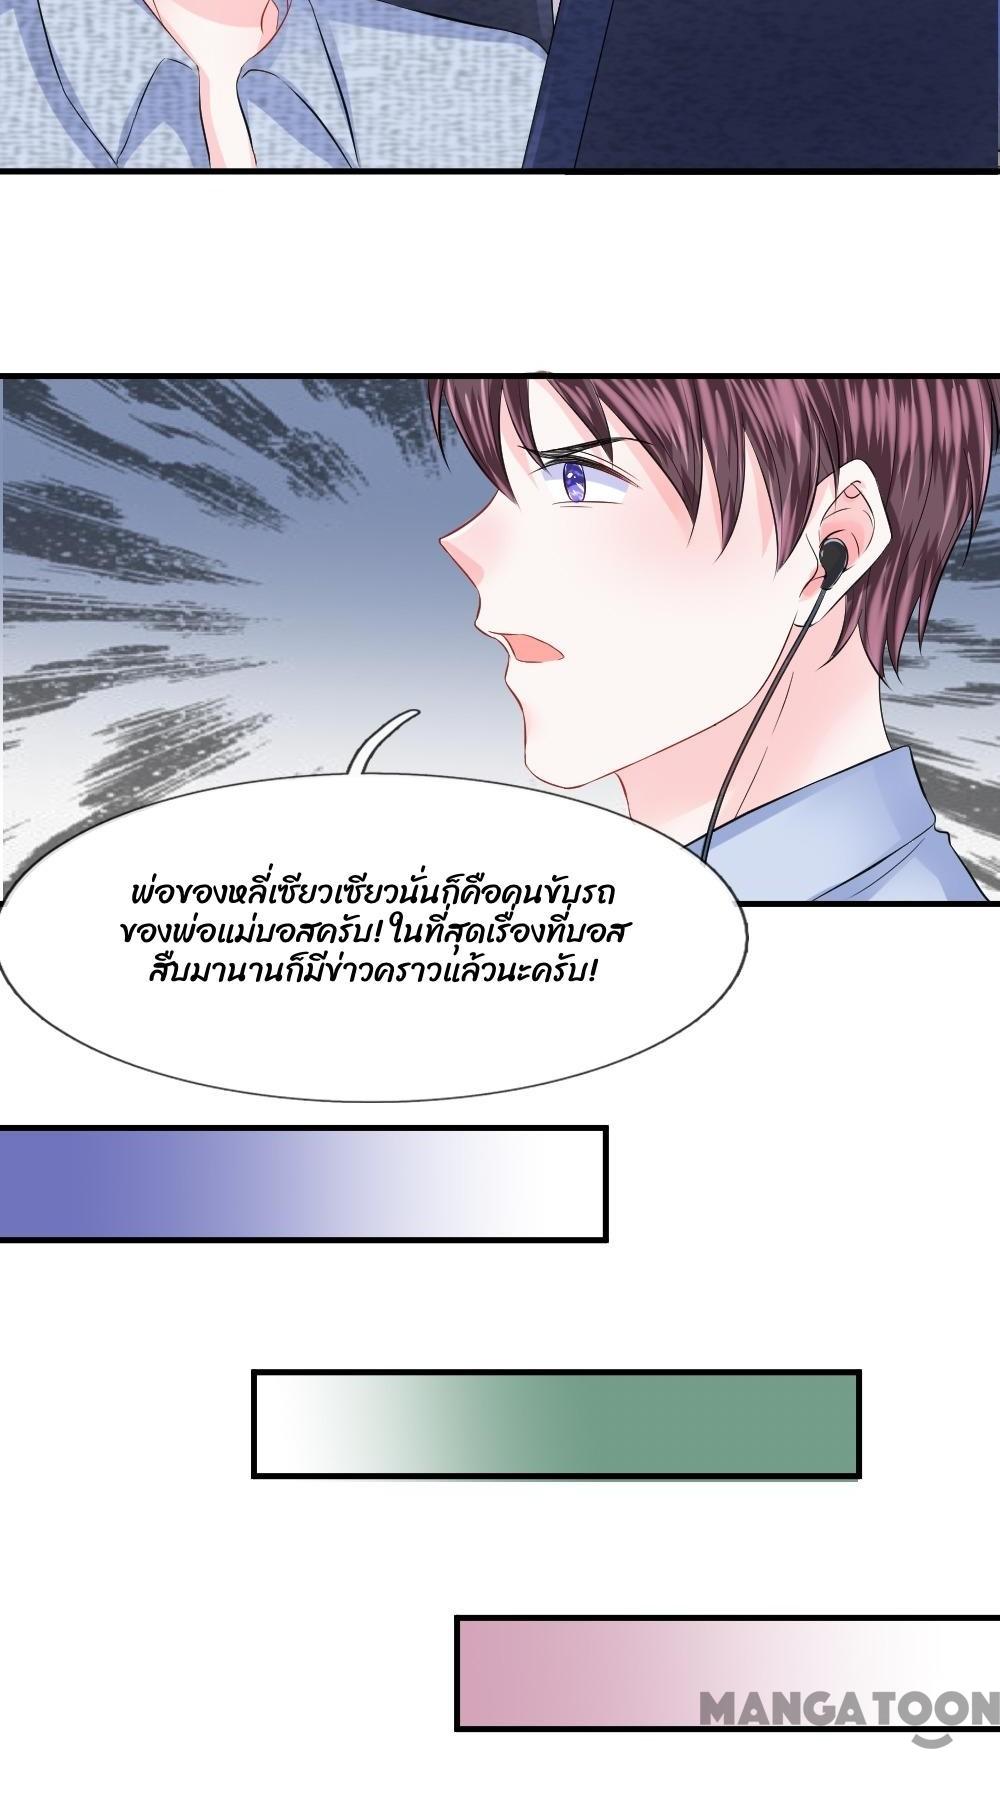 พ่อของหลี่เซียวเซียวนั่นก็คือคนขับรถ
ของพ่อแม่บอสครับ! ในที่สุดเรื่องที่บอส
สืบมานานก็มีข่าวคราวแล้วนะครับ!
MANGATOON